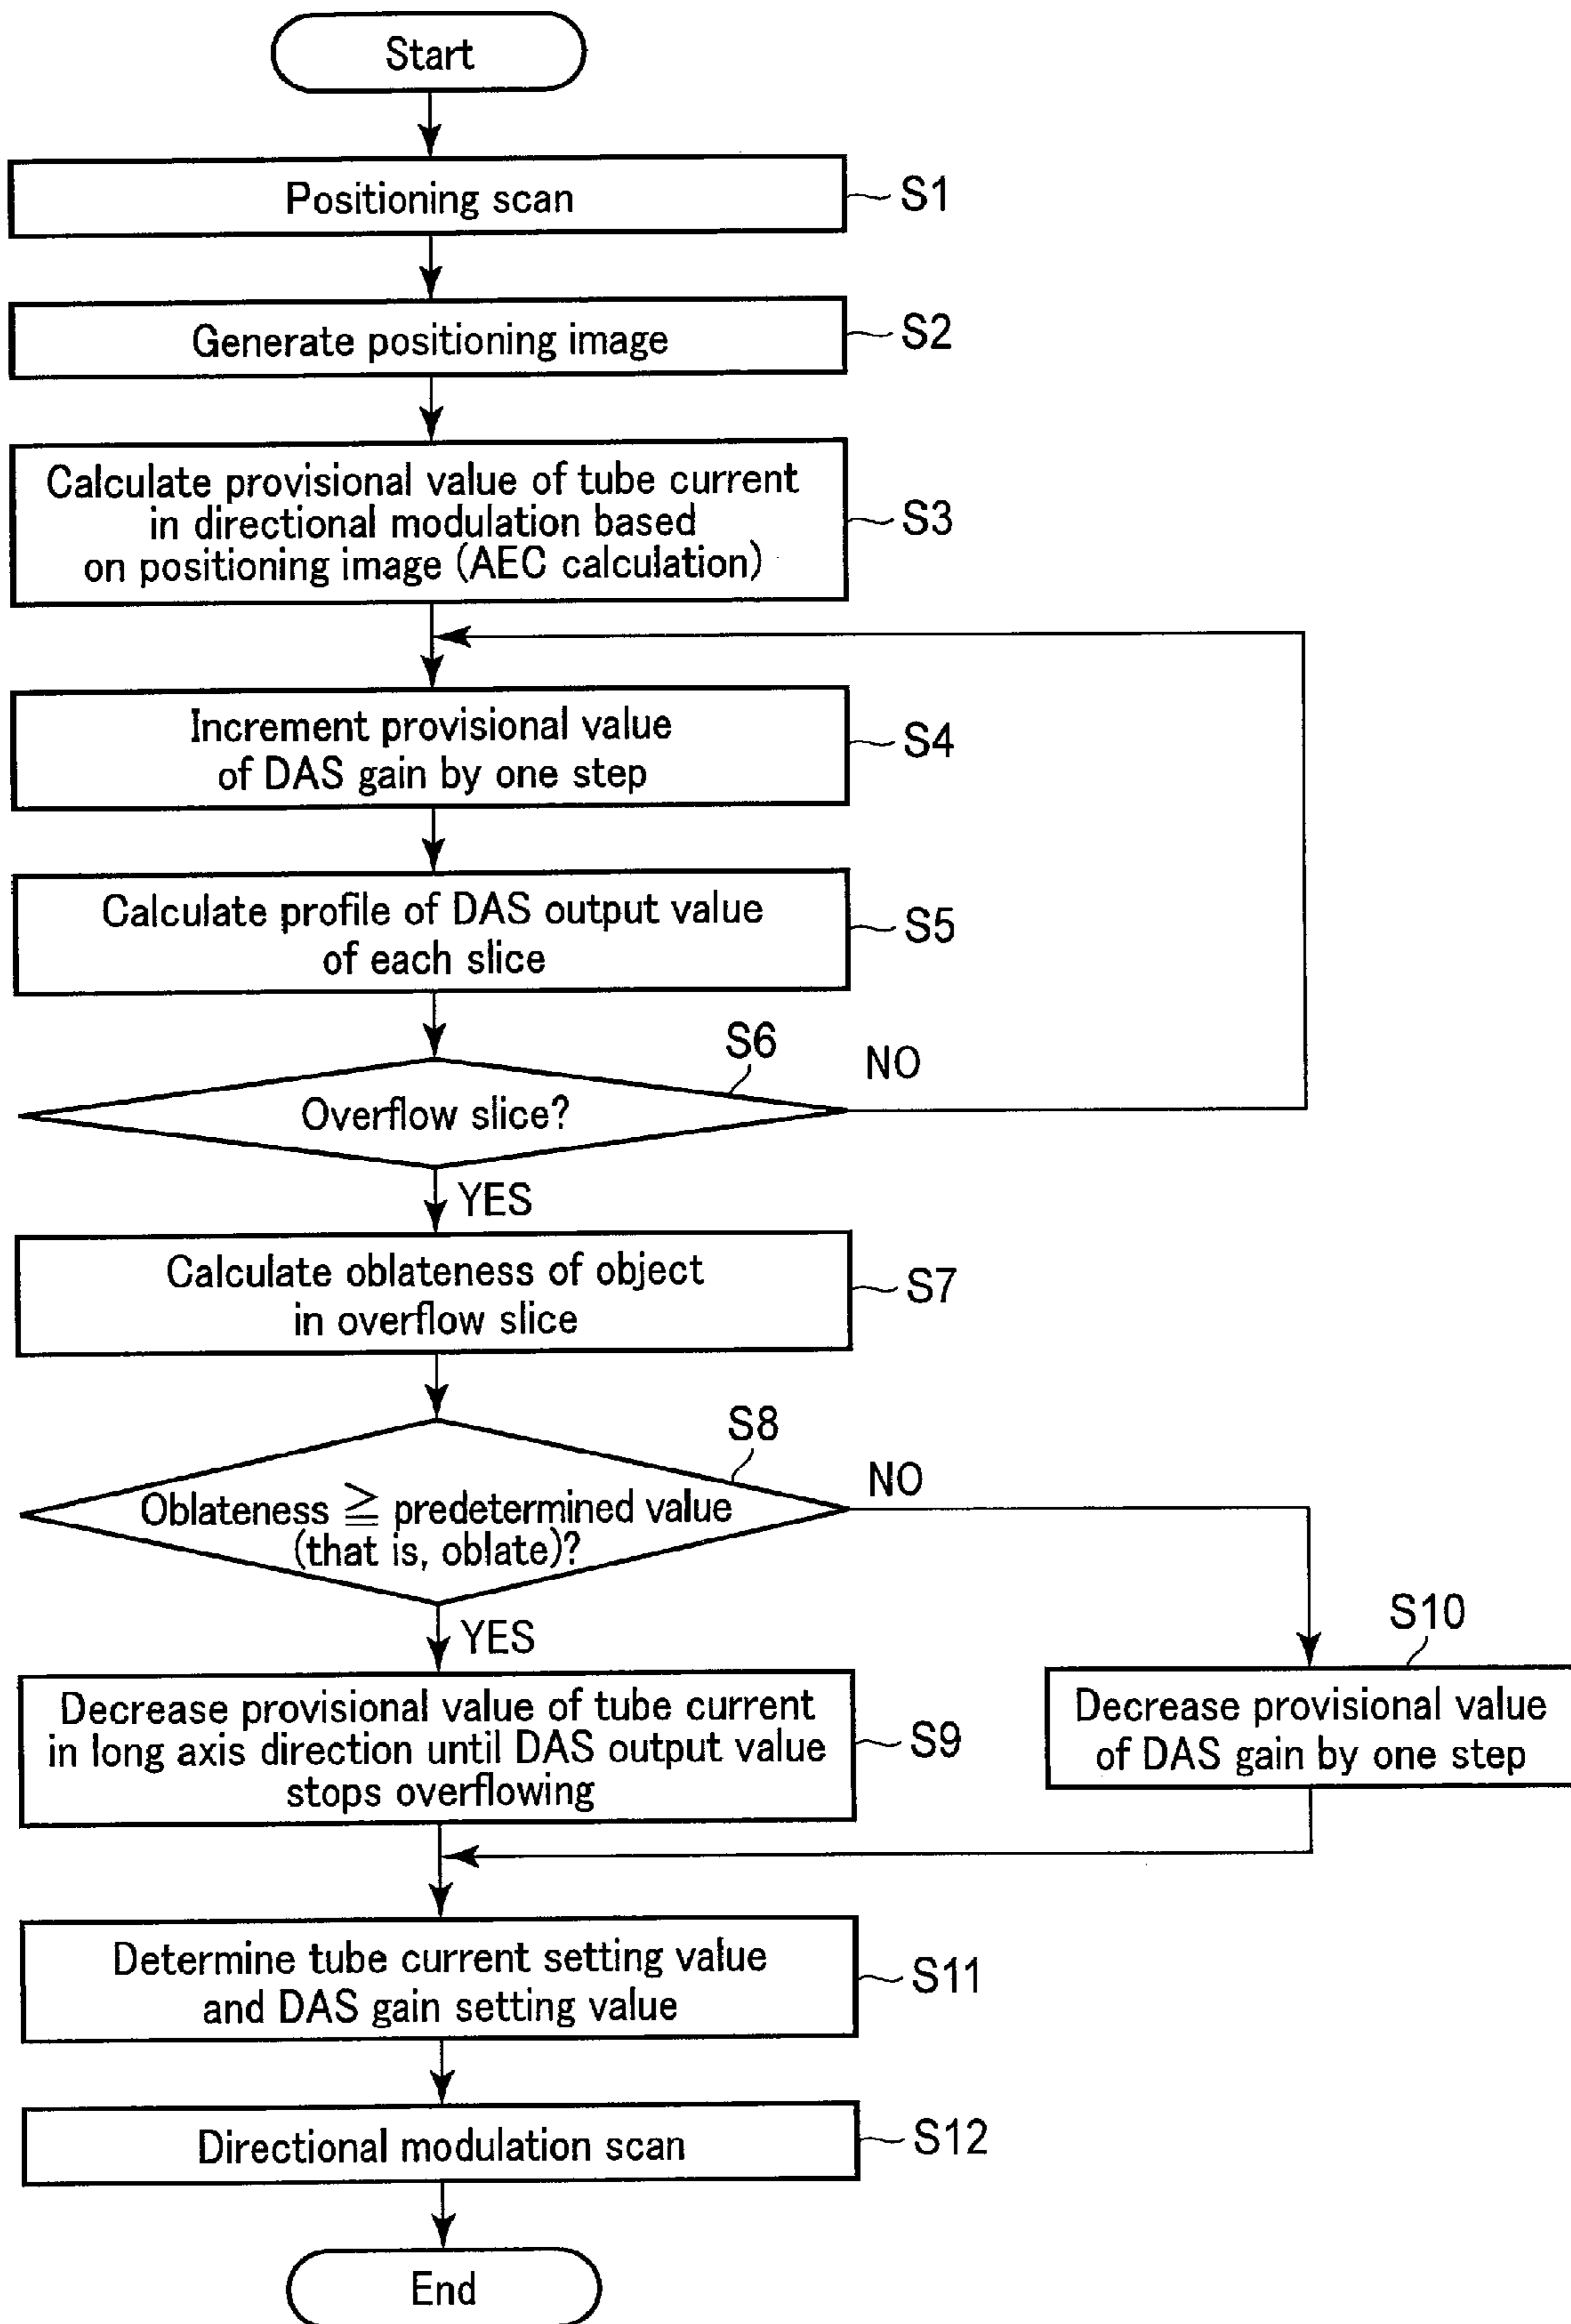 Start
Positioning scan
S1
Generate positioning image
S2
Calculate provisional value of tube current
in directional modulation based
on positioning image (AEC calculation)
S3
Increment provisional value
of DAS gain by one step
S4
Calculate profile of DAS output value
of each slice
S5
S6
NO
Overflow slice?
YES
Calculate oblateness of object
in overflow slice
S7
S8
NO
Oblateness ≧ predetermined value
(that is, oblate)?
YES
S10
Decrease provisional value of tube current
in long axis direction until DAS output value
stops overflowing
S9
Decrease provisional value
of DAS gain by one step
Determine tube current setting value
and DAS gain setting value
S11
Directional modulation scan
S12
End